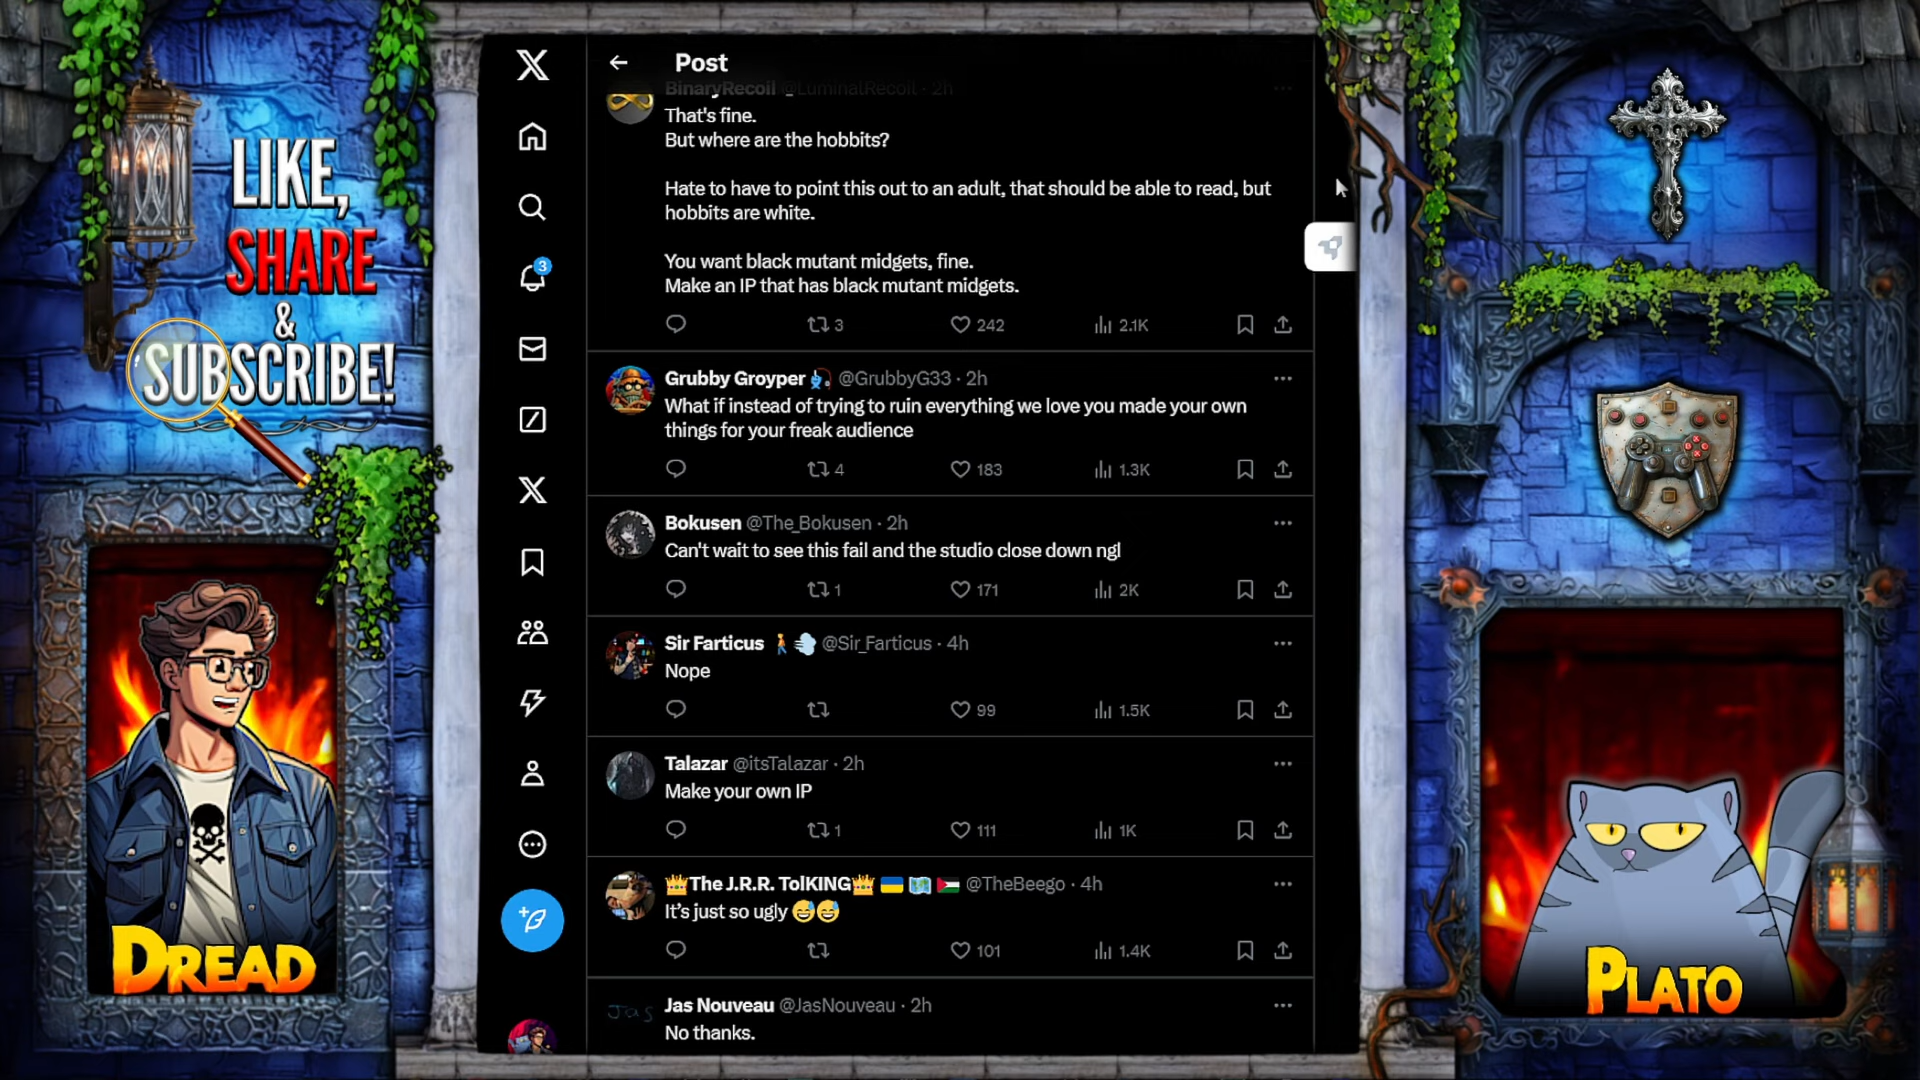 LIKE,
SHARE
&
SUBSCRIBE!
DREAD
Post
BinaryRecoil @LuminalRecoil · 2h
That's fine.
But where are the hobbits?
Hate to have to point this out to an adult, that should be able to read, but
hobbits are white.
You want black mutant midgets, fine.
Make an IP that has black mutant midgets.
3 242 2.1K
Grubby Groyper @GrubbyG33 · 2h
What if instead of trying to ruin everything we love you made your own
things for your freak audience
4 183 1.3K
Bokusen @The_Bokusen · 2h
Can't wait to see this fail and the studio close down ngl
1 171 2K
Sir Farticus 🚶💨 @Sir_Farticus · 4h
Nope
99 1.5K
Talazar @itsTalazar · 2h
Make your own IP
1 111 1K
👑The J.R.R. TolKING👑 🇺🇦 🗺️ 🇵🇸 @TheBeego · 4h
It's just so ugly 😅😅
101 1.4K
Jas Nouveau @JasNouveau · 2h
No thanks.
3
Jas
PLATO